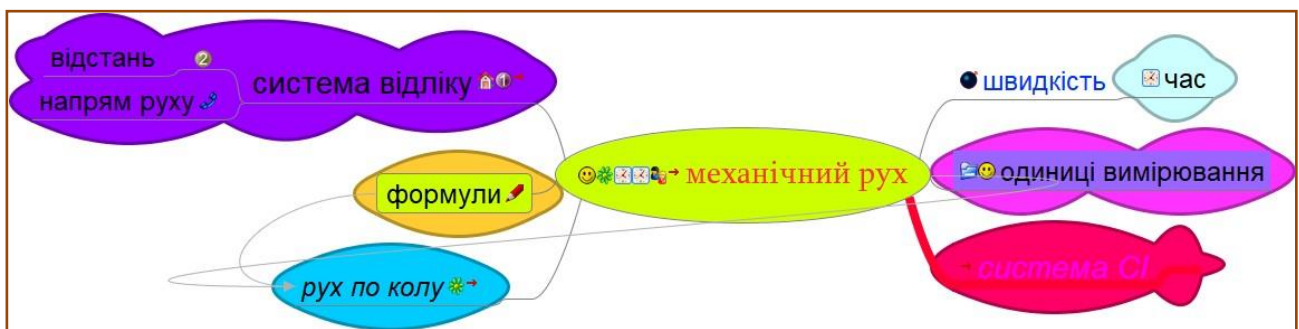 відстань
напрям руху
система відліку
формули
рух по колу
механічний рух
швидкість
час
одиниці вимірювання
система СІ